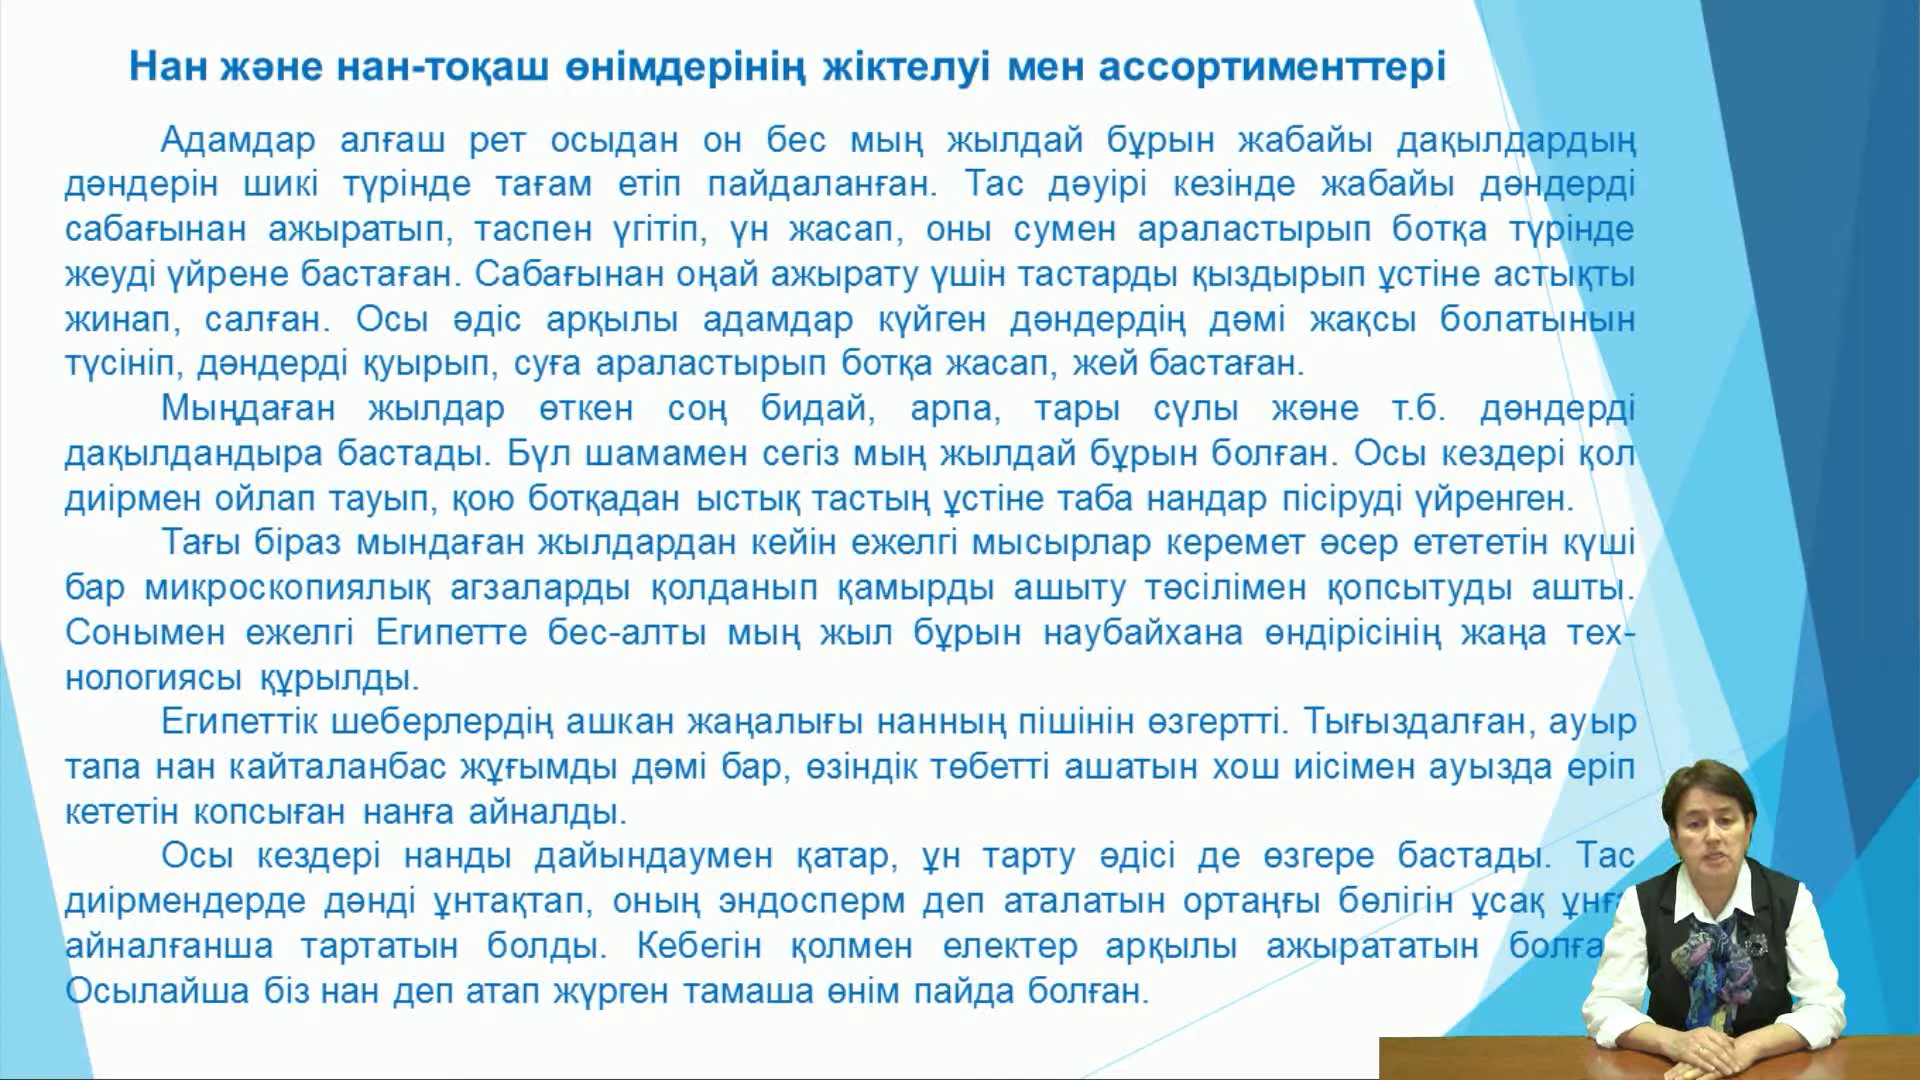 Нан және нан-тоқаш өнімдерінің жіктелуі мен ассортименттері
Адамдар алғаш рет осыдан он бес мың жылдай бұрын жабайы дақылдардың
дәндерін шикі түрінде тағам етіп пайдаланған. Тас дәуірі кезінде жабайы дәндерді
сабағынан ажыратып, таспен үгітіп, үн жасап, оны сумен араластырып ботқа түрінде
жеуді үйрене бастаған. Сабағынан оңай ажырату үшін тастарды қыздырып ұстіне астықты
жинап, салған. Осы әдіс арқылы адамдар күйген дәндердің дәмі жақсы болатынын
түсініп, дәндерді қуырып, суға араластырып ботқа жасап, жей бастаған.
Мыңдаған жылдар өткен соң бидай, арпа, тары сүлы және т.б. дәндерді
дақылдандыра бастады. Бүл шамамен сегіз мың жылдай бұрын болған. Осы кездері қол
диірмен ойлап тауып, қою ботқадан ыстық тастың ұстіне таба нандар пісіруді үйренген.
Тағы біраз мындаған жылдардан кейін ежелгі мысырлар керемет әсер етететін күші
бар микроскопиялық агзаларды қолданып қамырды ашыту тәсілімен қопсытуды ашты.
Сонымен ежелгі Египетте бес-алты мың жыл бұрын наубайхана өндірісінің жаңа тех-
нологиясы құрылды.
Египеттік шеберлердің ашкан жаңалығы нанның пішінін өзгертті. Тығыздалған, ауыр
тапа нан кайталанбас жұғымды дәмі бар, өзіндік төбетті ашатын хош иісімен ауызда еріп
кететін копсыған нанға айналды.
Осы кездері нанды дайындаумен қатар, ұн тарту әдісі де өзгере бастады. Тас
диірмендерде дәнді ұнтақтап, оның эндосперм деп аталатын ортаңғы бөлігін ұсақ
айналғанша тартатын болды. Кебегін қолмен електер арқылы ажырататын
Осылайша біз нан деп атап жүрген тамаша өнім пайда болған.